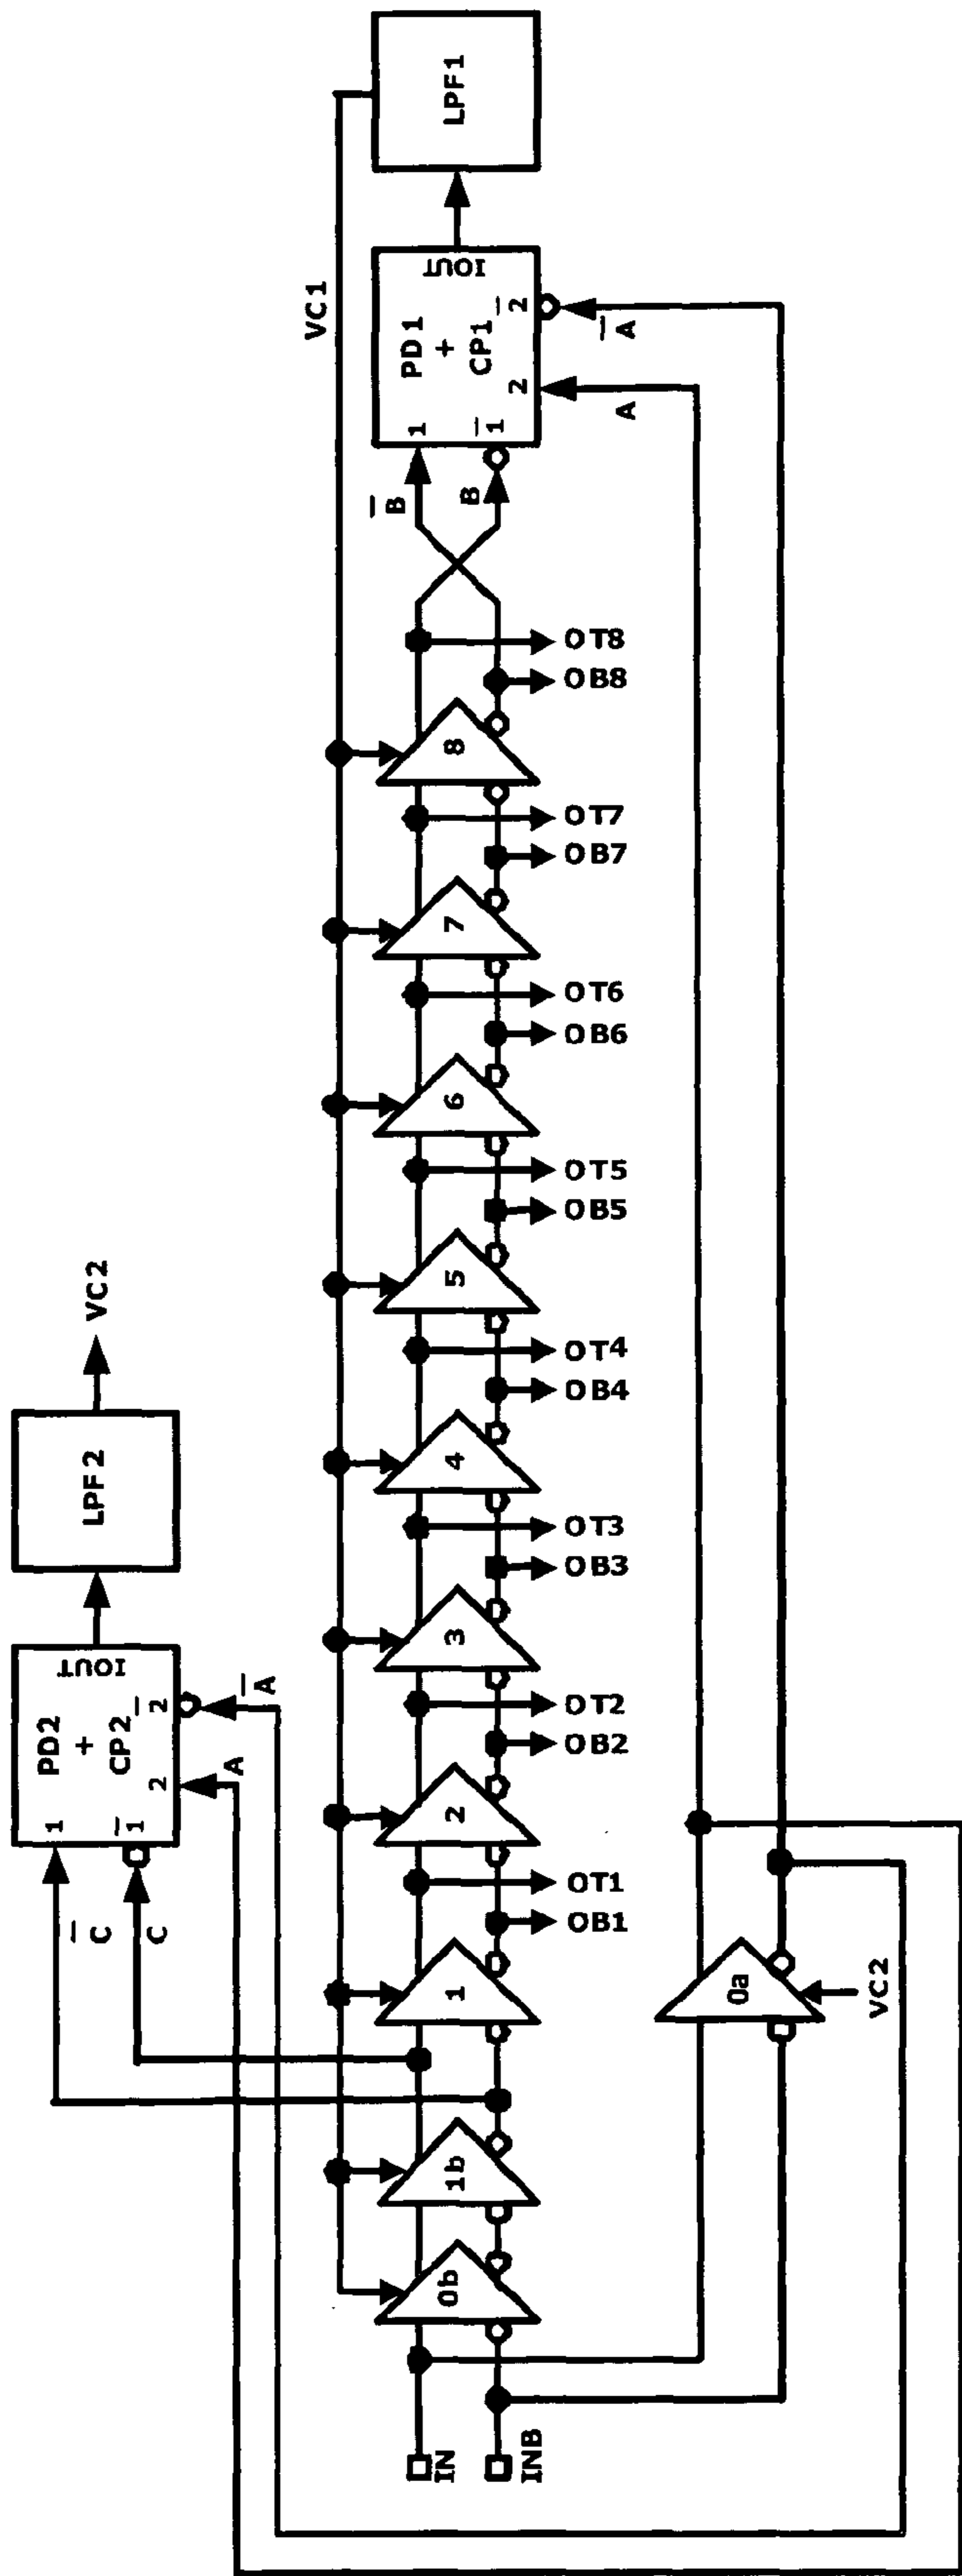 LPF1
VC1
IOUT
PD1
+
CP1
1
1̅
2
2̅
B̅
B
A
A̅
OT8
OB8
8
OT7
OB7
7
OT6
OB6
6
OT5
OB5
5
OT4
OB4
4
OT3
OB3
3
OT2
OB2
2
OT1
OB1
1
1b
0b
IN
INB
VC2
LPF2
IOUT
PD2
+
CP2
1
1̅
2
2̅
C̅
C
A
A̅
0a
VC2